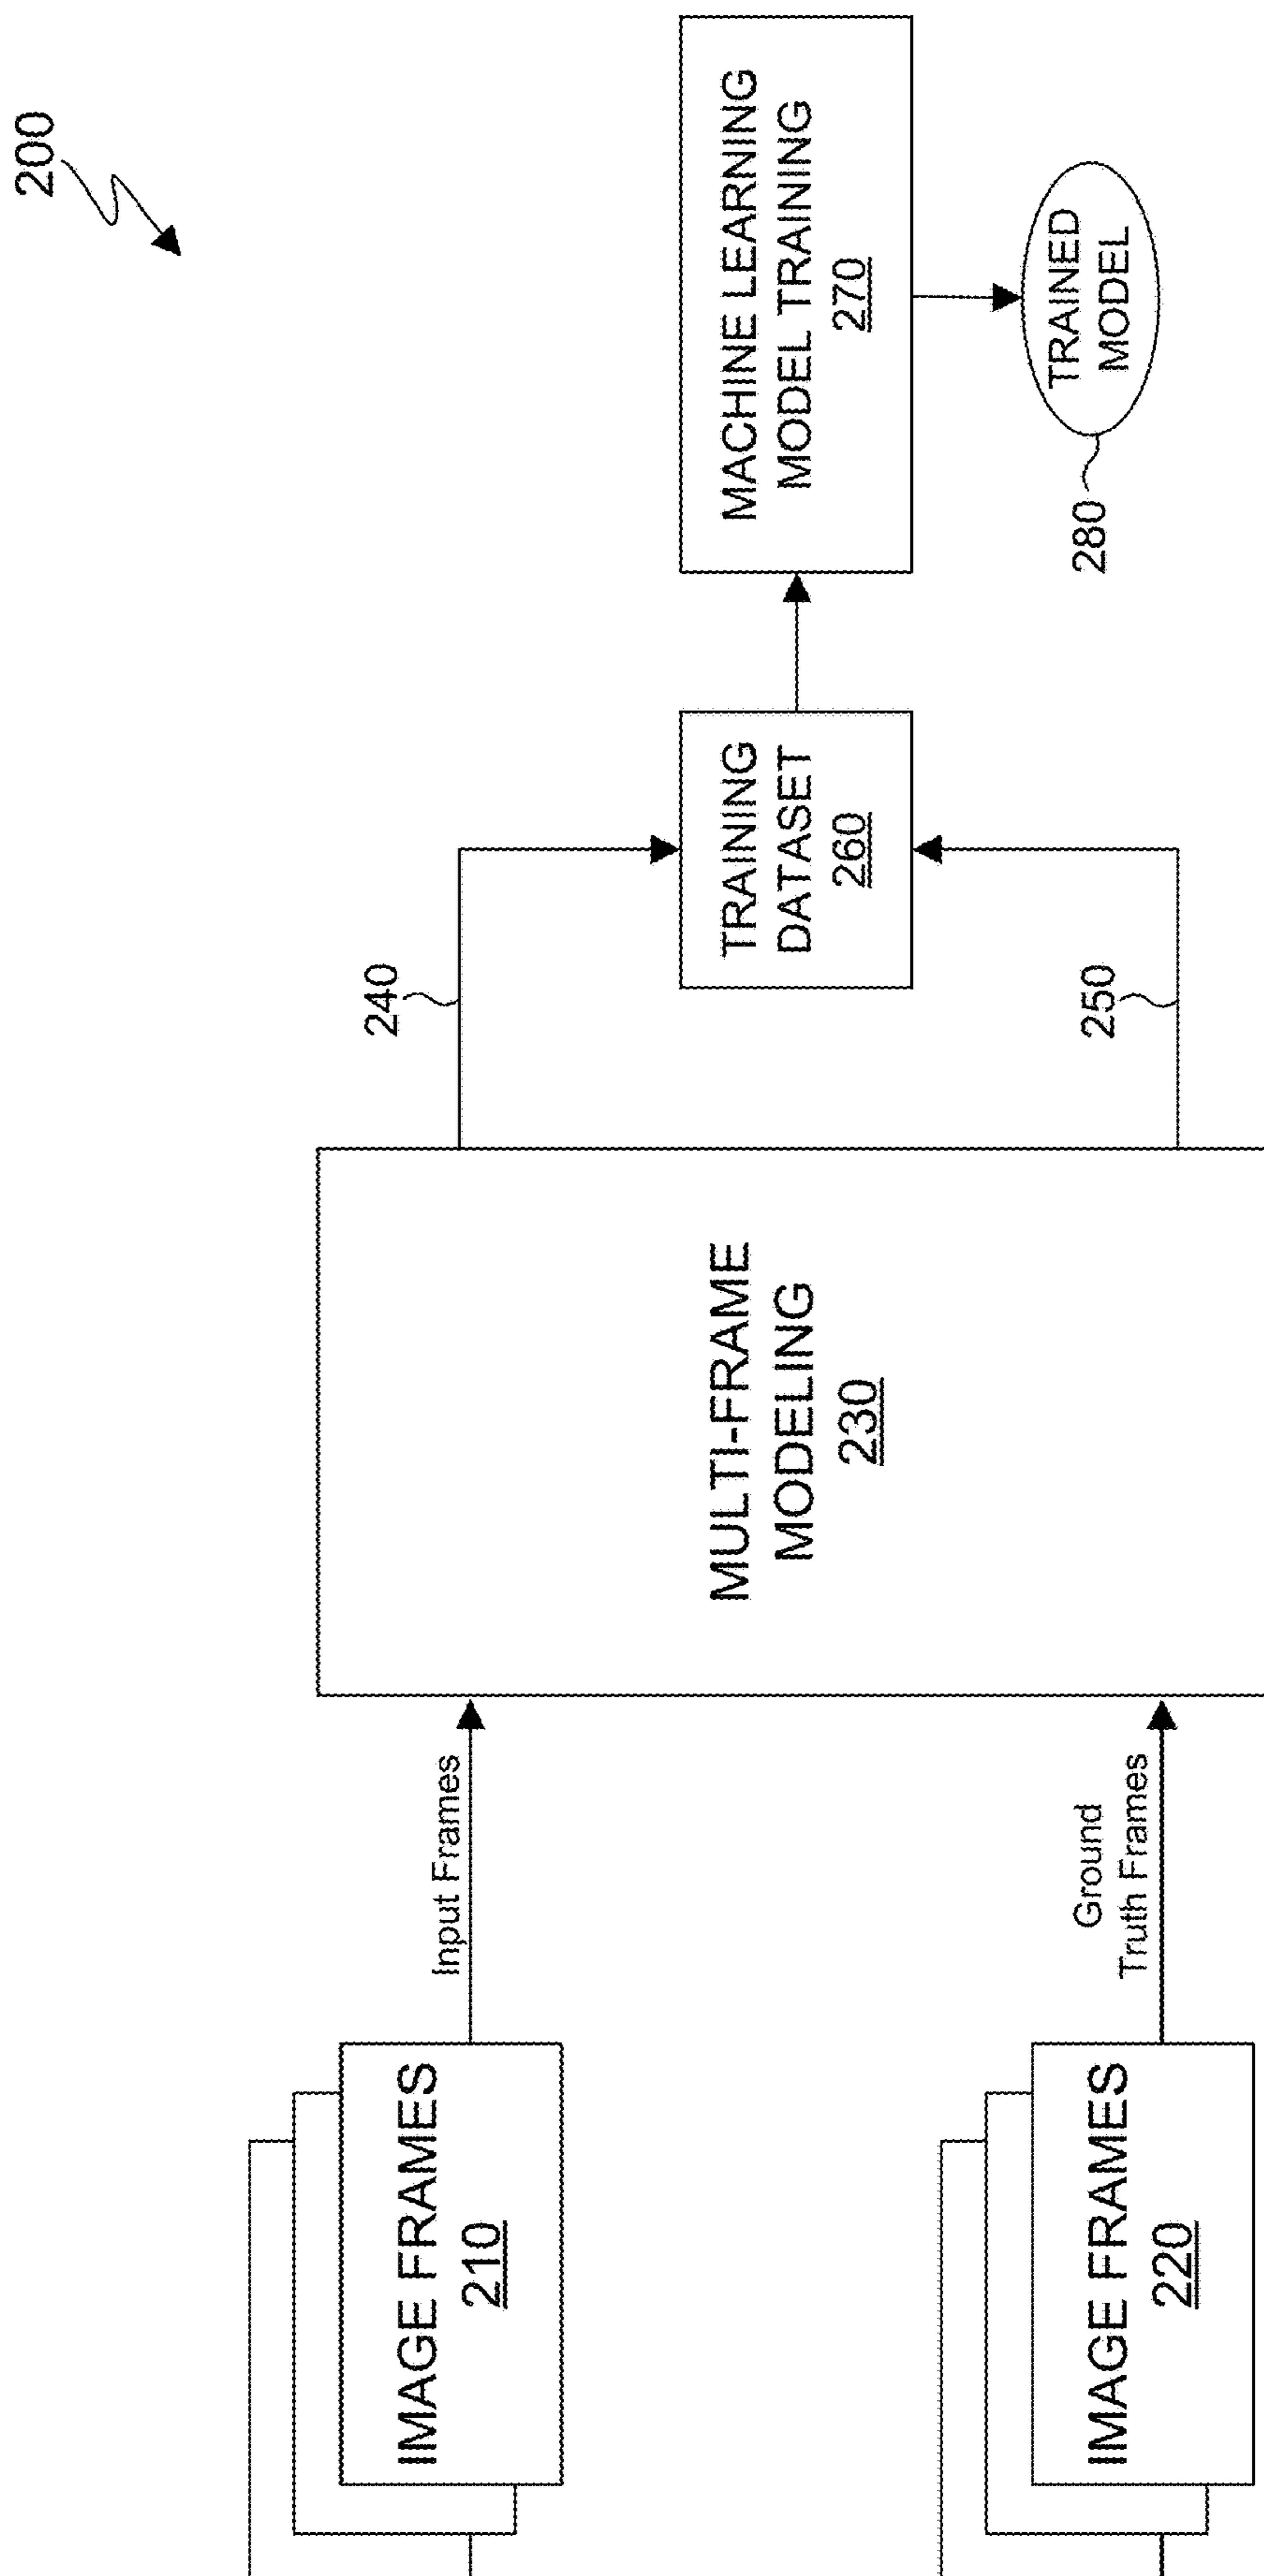 200
IMAGE FRAMES
210
Input Frames
IMAGE FRAMES
220
Ground
Truth Frames
MULTI-FRAME
MODELING
230
240
250
TRAINING
DATASET
260
MACHINE LEARNING
MODEL TRAINING
270
TRAINED
MODEL
280